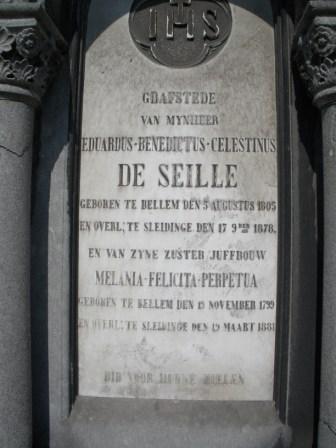 IHS
GRAFSTEDE
VAN MYNHEER
EDUARDUS-BENEDICTUS-CELESTINUS
DE SEILLE
GEBOREN TE BELLEM DEN 5 AUGUSTUS 1805
EN OVERL: TE SLEIDINGE DEN 17 9BER 1878.
EN VAN ZYNE ZUSTER JUFFROUW
MELANIA-FELICITA-PERPETUA
GEBOREN TE BELLEM DEN 19 NOVEMBER 1799
EN OVERL: TE SLEIDINGE DEN 19 MAART 1881
BID VOOR HUNNE ZIELEN